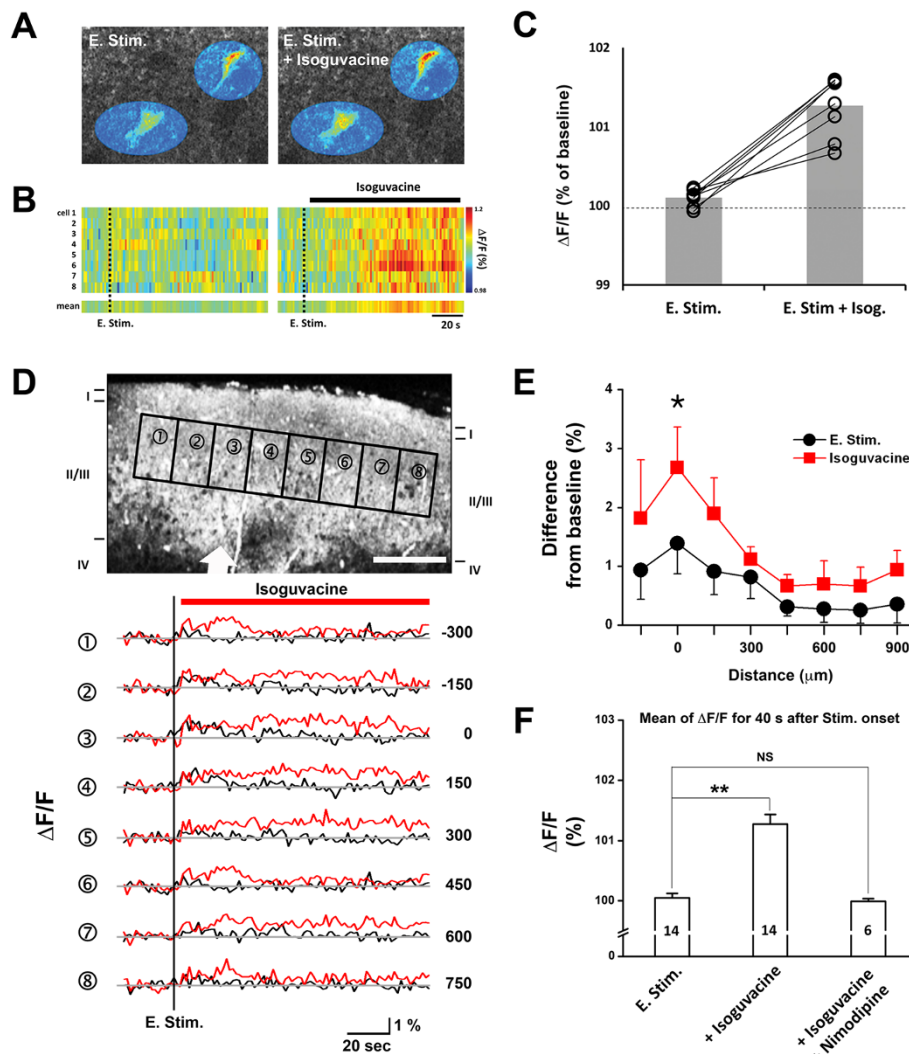 A
E. Stim.
E. Stim.
+ Isoguvacine
B
Isoguvacine
cell 1
2
3
4
5
6
7
8
mean
E. Stim.
E. Stim.
20 s
1.2
ΔF/F (%)
0.98
C
102
101
100
99
ΔF/F (% of baseline)
E. Stim.
E. Stim + Isog.
D
I
II/III
IV
① ② ③ ④ ⑤ ⑥ ⑦ ⑧
I
II/III
IV
Isoguvacine
ΔF/F
① -300
② -150
③ 0
④ 150
⑤ 300
⑥ 450
⑦ 600
⑧ 750
E. Stim.
1 %
20 sec
E
4
3
2
1
0
Difference
from baseline (%)
*
E. Stim.
Isoguvacine
0 300 600 900
Distance (μm)
F
Mean of ΔF/F for 40 s after Stim. onset
103
102
101
100
0
ΔF/F
(%)
NS
**
14 14 6
E. Stim.
+ Isoguvacine
+ Isoguvacine
Nimodipine